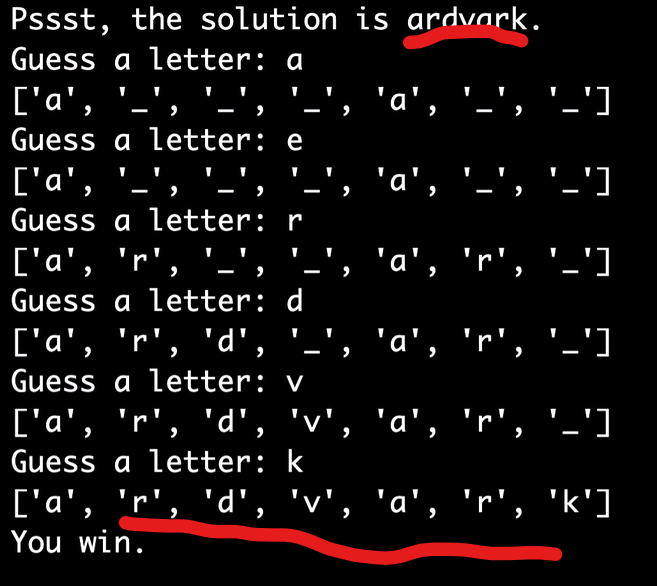 Pssst, the solution is ardvark.
Guess a letter: a
['a', '_', '_', '_', 'a', '_', '_']
Guess a letter: e
['a', '_', '_', '_', 'a', '_', '_']
Guess a letter: r
['a', 'r', '_', '_', 'a', 'r', '_']
Guess a letter: d
['a', 'r', 'd', '_', 'a', 'r', '_']
Guess a letter: v
['a', 'r', 'd', 'v', 'a', 'r', '_']
Guess a letter: k
['a', 'r', 'd', 'v', 'a', 'r', 'k']
You win.